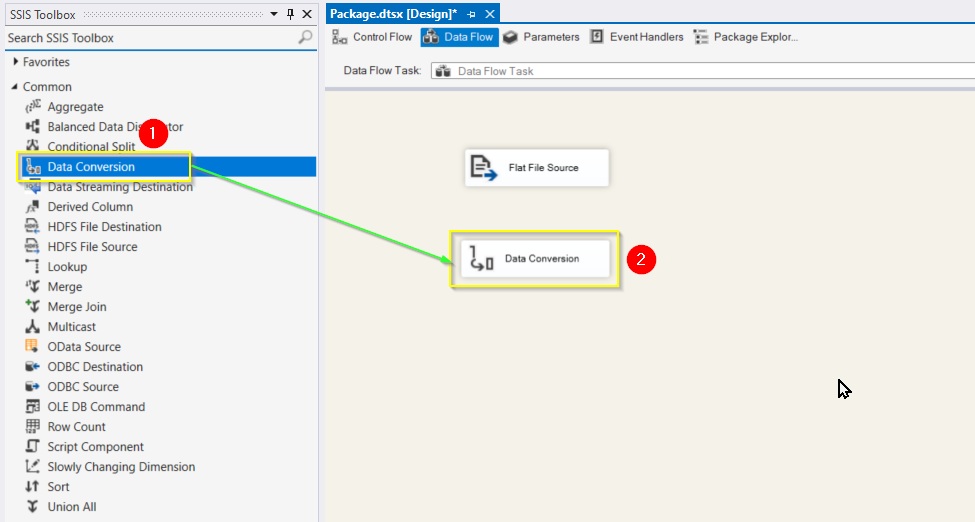 SSIS Toolbox
Search SSIS Toolbox
Favorites
Common
Aggregate
Balanced Data Distributor
1
Conditional Split
Data Conversion
Data Streaming Destination
Derived Column
HDFS File Destination
HDFS File Source
Lookup
Merge
Merge Join
Multicast
OData Source
ODBC Destination
ODBC Source
OLE DB Command
Row Count
Script Component
Slowly Changing Dimension
Sort
Union All
Package.dtsx [Design]*
Control Flow Data Flow Parameters Event Handlers Package Explor...
Data Flow Task: Data Flow Task
Flat File Source
Data Conversion
2